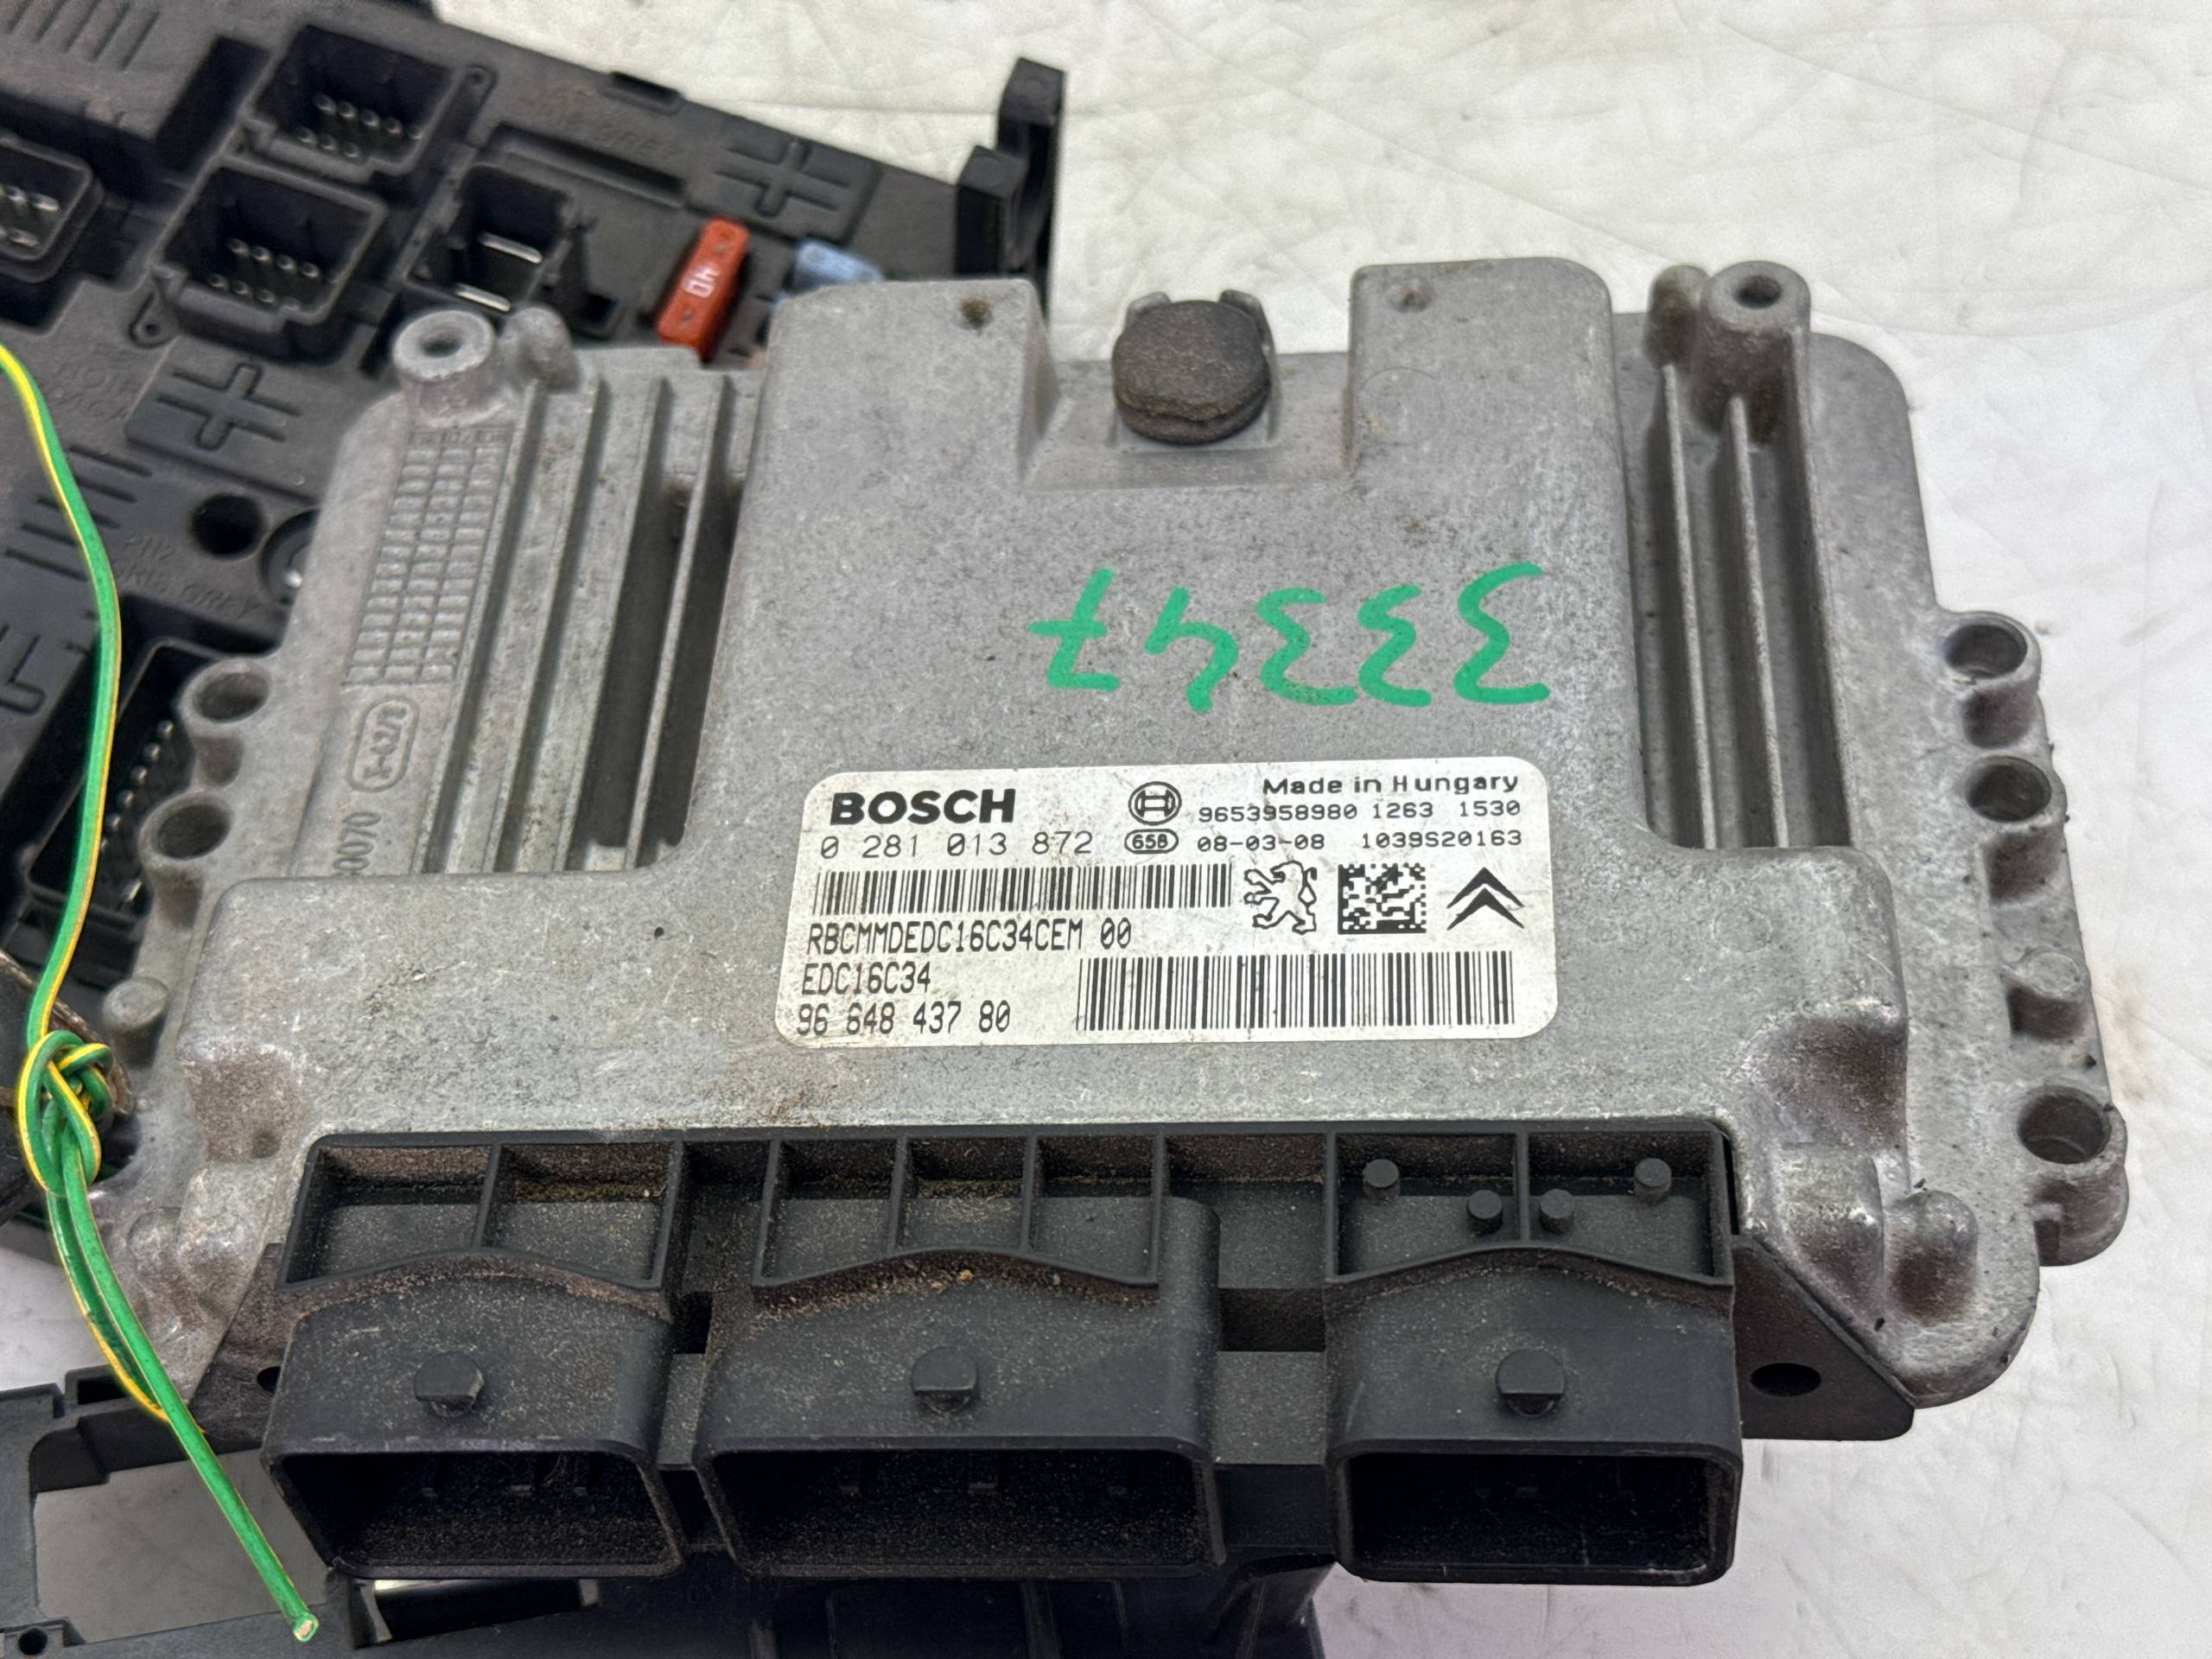 40
33347
BOSCH
Made in Hungary
9653958980 1263 1530
0 281 013 872
658 08-03-08 1039S20163
RBCMMDEDC16C34CEM 00
EDC16C34
96 648 437 80